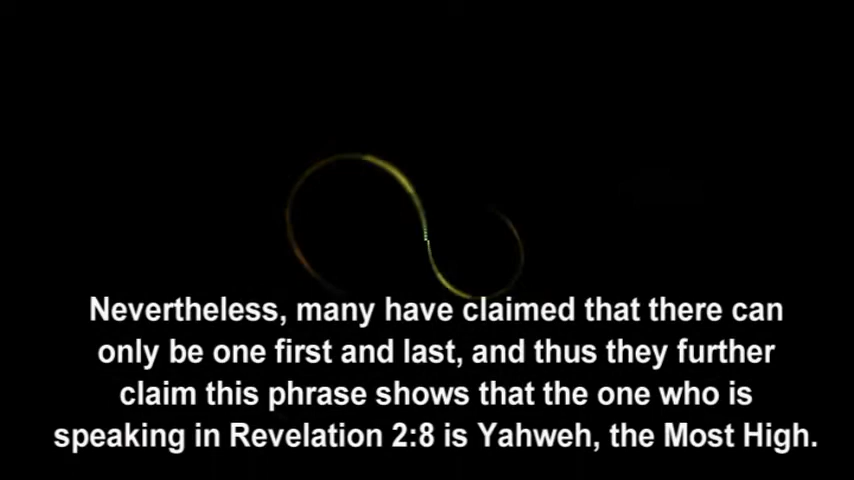 Nevertheless, many have claimed that there can
only be one first and last, and thus they further
claim this phrase shows that the one who is
speaking in Revelation 2:8 is Yahweh, the Most High.